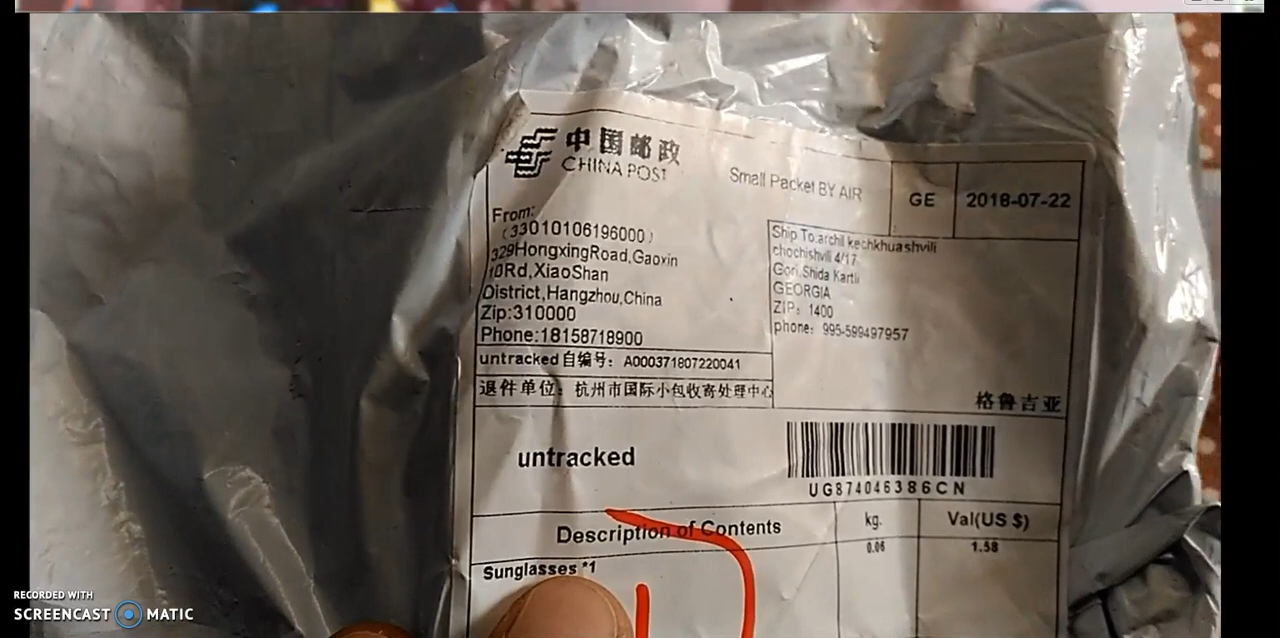 中国邮政
CHINA POST
Small Packet BY AIR
GE
2018-07-22
From:
(33010106196000)
329HongxingRoad,Gaoxin
10Rd,XiaoShan
District,Hangzhou,China
Zip:310000
Phone:18158718900
Ship To:archil kechkhuashvili
chochishvili 4/17
Gori,Shida Kartli
GEORGIA
ZIP: 1400
phone: 995-599497957
untracked自编号: A000371807220041
退件单位: 杭州市国际小包收寄处理中心
格鲁吉亚
untracked
UG874046386CN
Description of Contents
kg.
Val(US $)
Sunglasses *1
0.06
1.58
RECORDED WITH
SCREENCAST MATIC